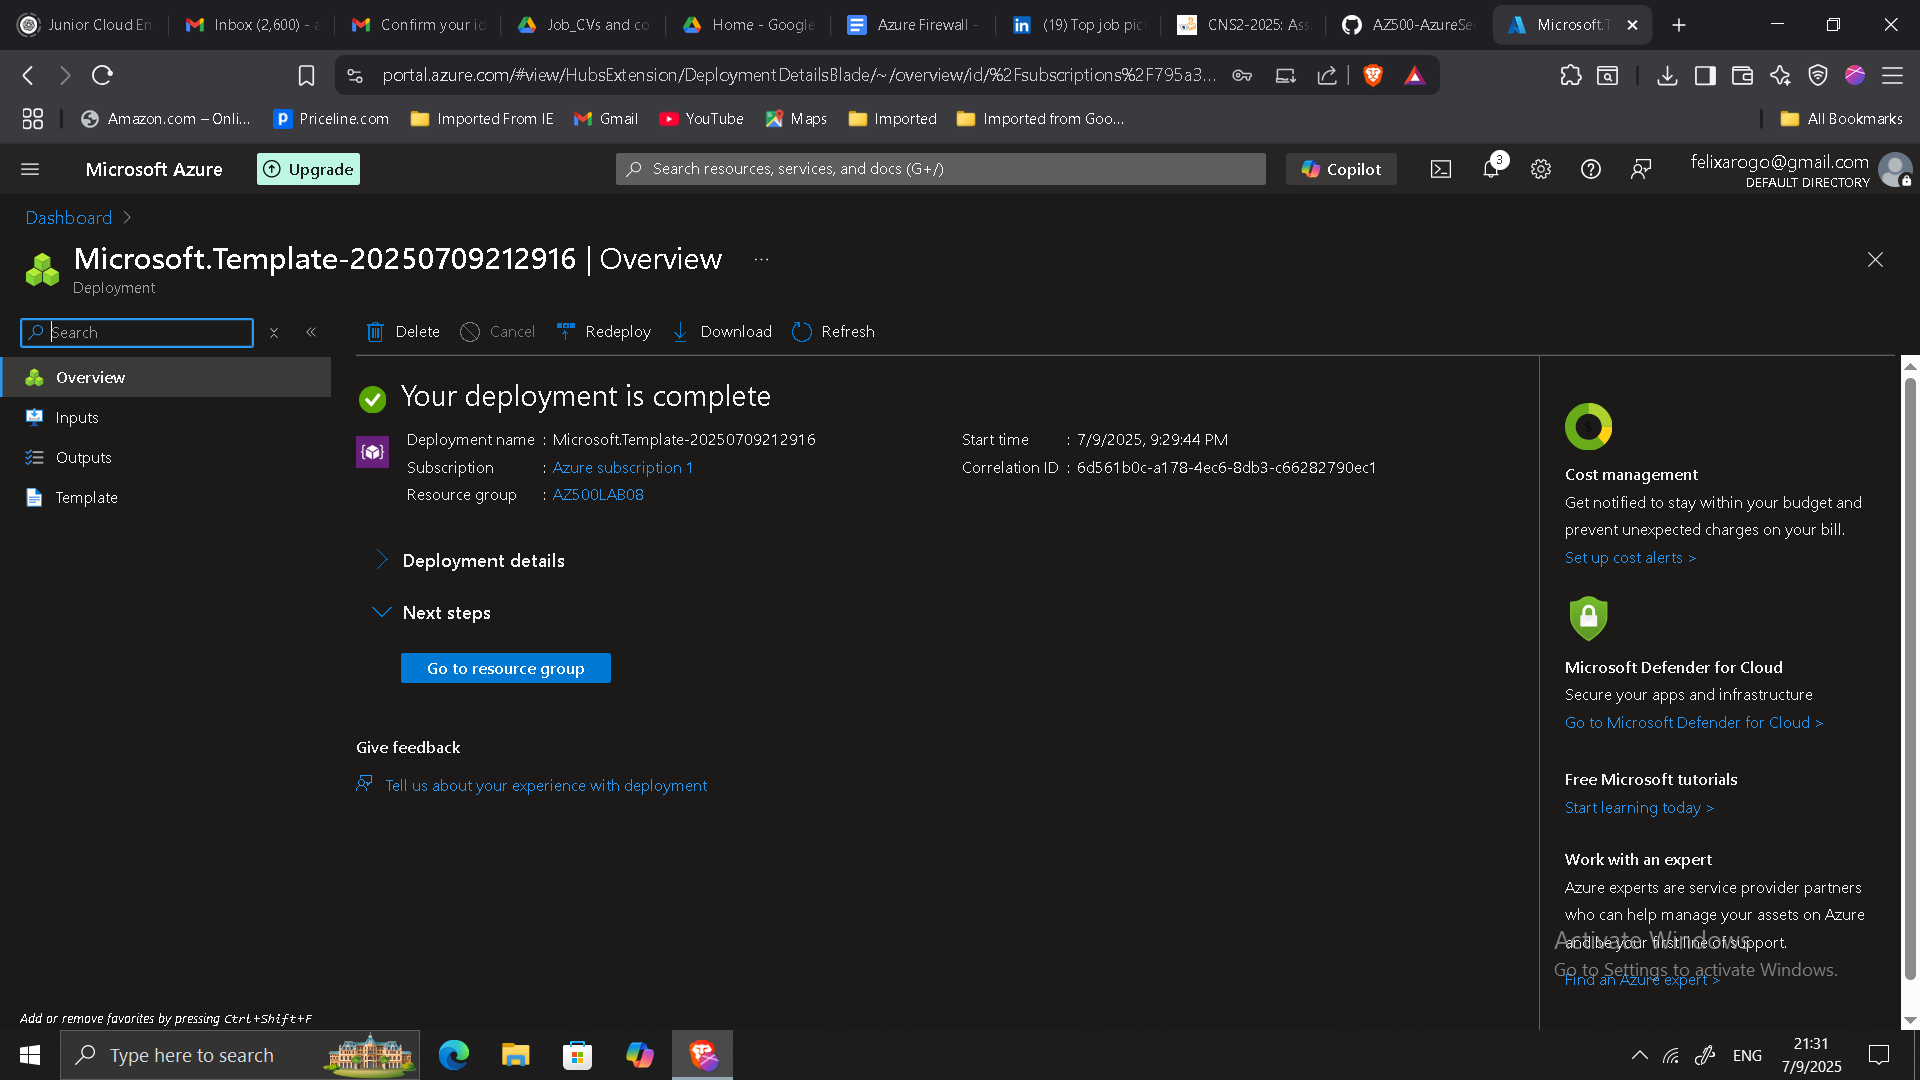 Junior Cloud En
Inbox (2,600) - a
Confirm your id
Job_CVs and co
Home - Google
Azure Firewall -
(19) Top job pic
CNS2-2025: Ass
AZ500-AzureSe
Microsoft.T
portal.azure.com/#view/HubsExtension/DeploymentDetailsBlade/~/overview/id/%2Fsubscriptions%2F795a3...
Amazon.com – Onli...
Priceline.com
Imported From IE
Gmail
YouTube
Maps
Imported
Imported from Goo...
All Bookmarks
Microsoft Azure
Upgrade
Search resources, services, and docs (G+/)
Copilot
3
felixarogo@gmail.com
DEFAULT DIRECTORY
Dashboard
Microsoft.Template-20250709212916 | Overview ...
Deployment
Search
Delete
Cancel
Redeploy
Download
Refresh
Overview
Inputs
Outputs
Template
Your deployment is complete
Deployment name : Microsoft.Template-20250709212916
Subscription : Azure subscription 1
Resource group : AZ500LAB08
Start time : 7/9/2025, 9:29:44 PM
Correlation ID : 6d561b0c-a178-4ec6-8db3-c66282790ec1
Deployment details
Next steps
Go to resource group
Give feedback
Tell us about your experience with deployment
Cost management
Get notified to stay within your budget and
prevent unexpected charges on your bill.
Set up cost alerts >
Microsoft Defender for Cloud
Secure your apps and infrastructure
Go to Microsoft Defender for Cloud >
Free Microsoft tutorials
Start learning today >
Work with an expert
Azure experts are service provider partners
who can help manage your assets on Azure
and be your first line of support.
Find an Azure expert >
Activate Windows
Go to Settings to activate Windows.
Add or remove favorites by pressing Ctrl+Shift+F
Type here to search
ENG
21:31
7/9/2025